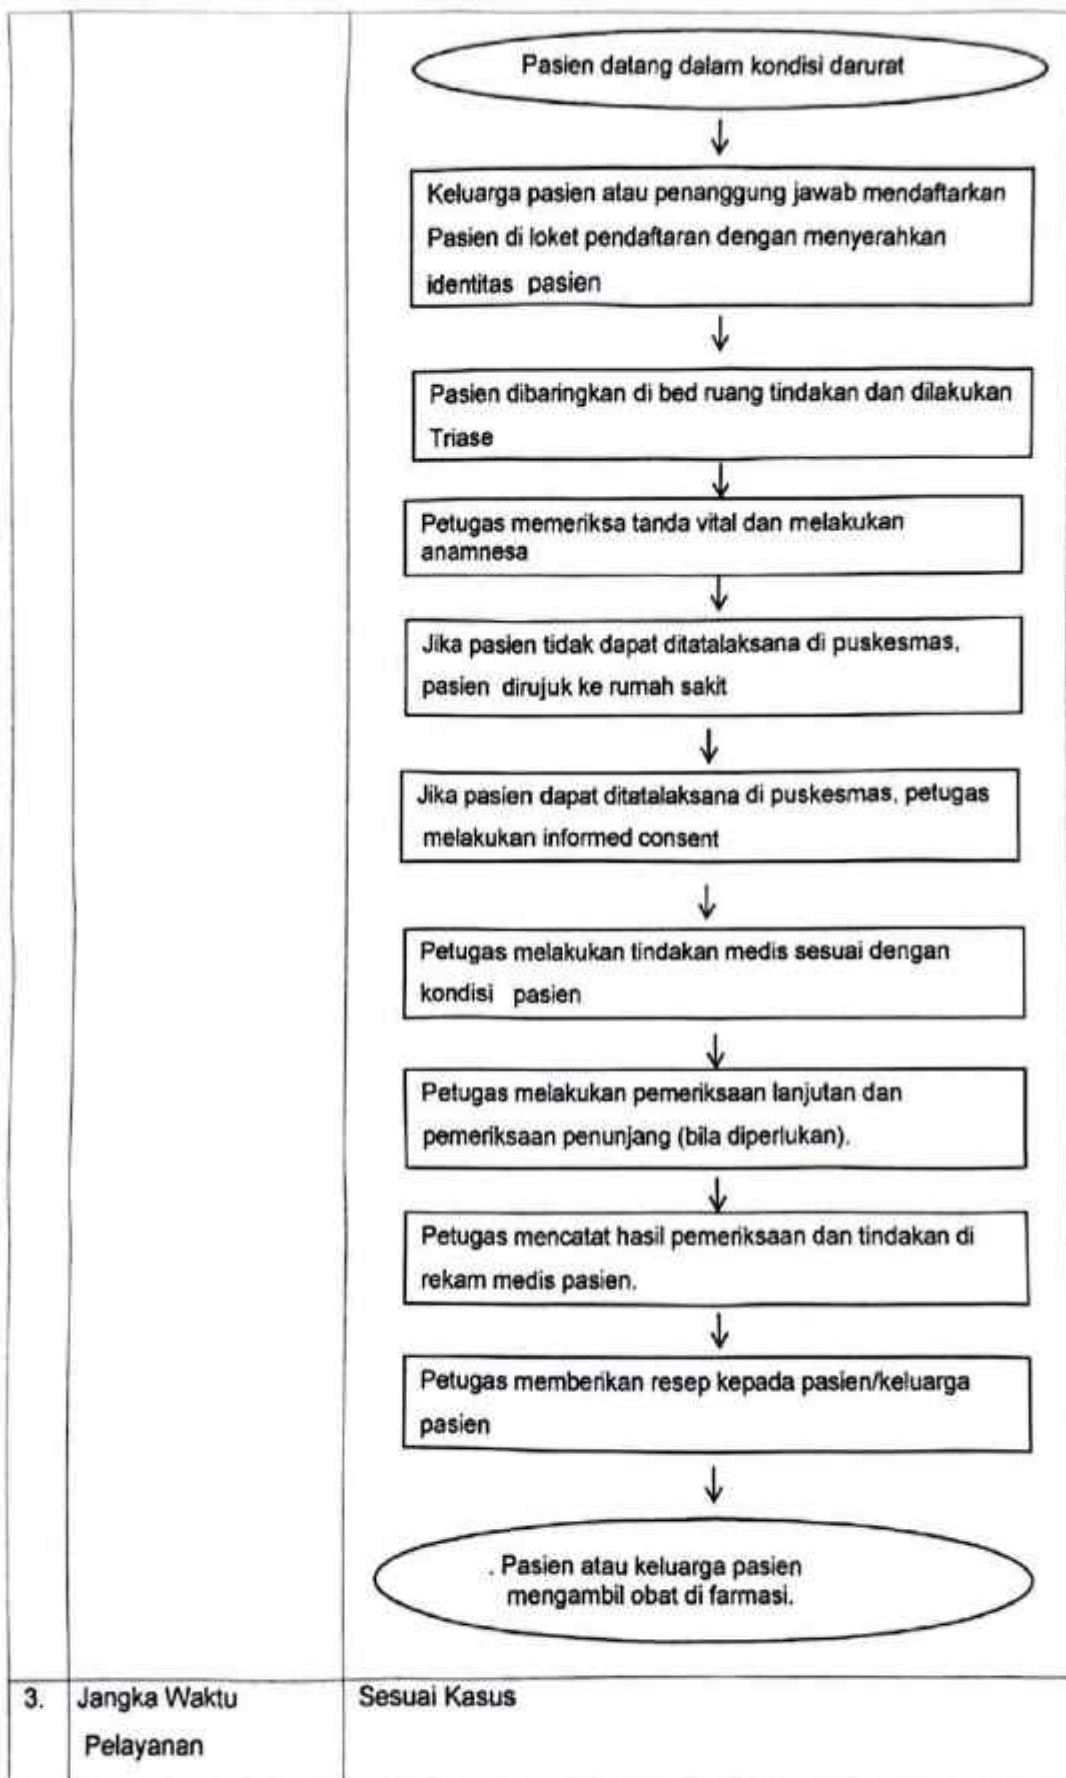 Pasien datang dalam kondisi darurat
Keluarga pasien atau penanggung jawab mendaftarkan
Pasien di loket pendaftaran dengan menyerahkan
identitas pasien
Pasien dibaringkan di bed ruang tindakan dan dilakukan
Triase
Petugas memeriksa tanda vital dan melakukan
anamnesa
Jika pasien tidak dapat ditatalaksana di puskesmas,
pasien dirujuk ke rumah sakit
Jika pasien dapat ditatalaksana di puskesmas, petugas
melakukan informed consent
Petugas melakukan tindakan medis sesuai dengan
kondisi pasien
Petugas melakukan pemeriksaan lanjutan dan
pemeriksaan penunjang (bila diperlukan).
Petugas mencatat hasil pemeriksaan dan tindakan di
rekam medis pasien.
Petugas memberikan resep kepada pasien/keluarga
pasien
. Pasien atau keluarga pasien
mengambil obat di farmasi.
3. Jangka Waktu Sesuai Kasus
Pelayanan